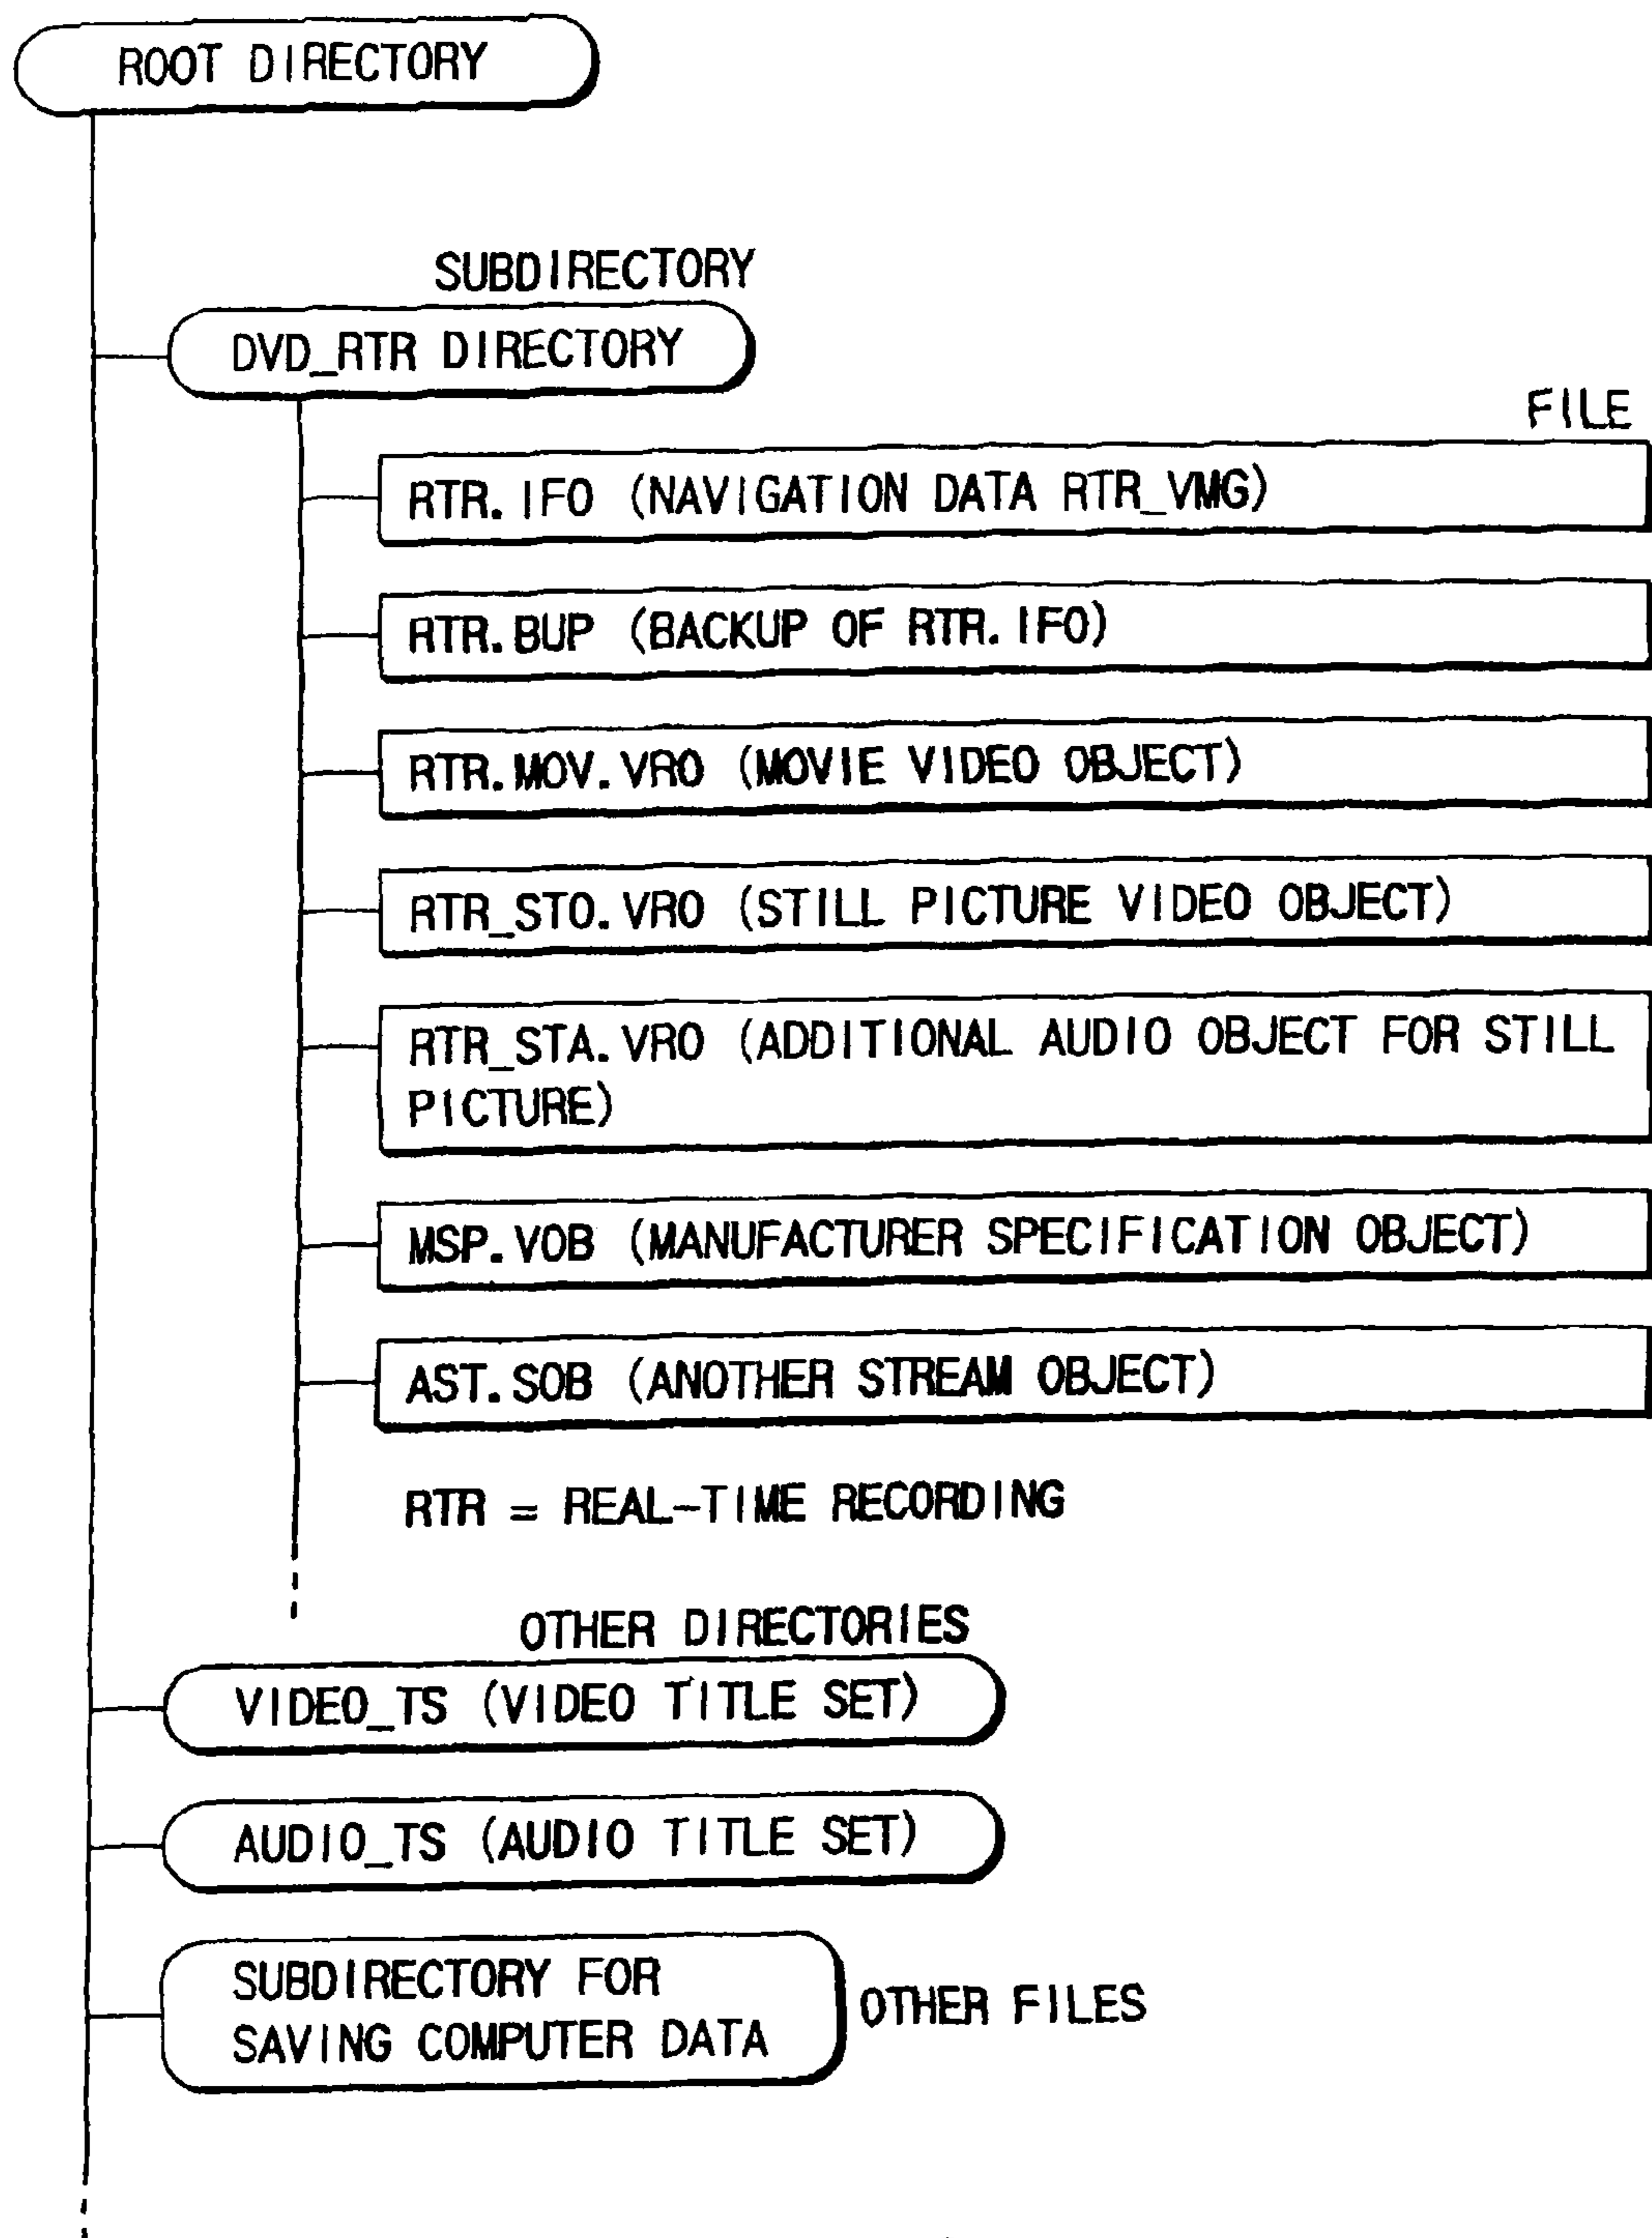 ROOT DIRECTORY
SUBDIRECTORY
DVD_RTR DIRECTORY
FILE
RTR.IFO (NAVIGATION DATA RTR_VMG)
RTR.BUP (BACKUP OF RTR.IFO)
RTR.MOV.VRO (MOVIE VIDEO OBJECT)
RTR_STO.VRO (STILL PICTURE VIDEO OBJECT)
RTR_STA.VRO (ADDITIONAL AUDIO OBJECT FOR STILL
PICTURE)
MSP.VOB (MANUFACTURER SPECIFICATION OBJECT)
AST.SOB (ANOTHER STREAM OBJECT)
RTR = REAL-TIME RECORDING
OTHER DIRECTORIES
VIDEO_TS (VIDEO TITLE SET)
AUDIO_TS (AUDIO TITLE SET)
SUBDIRECTORY FOR
SAVING COMPUTER DATA
OTHER FILES